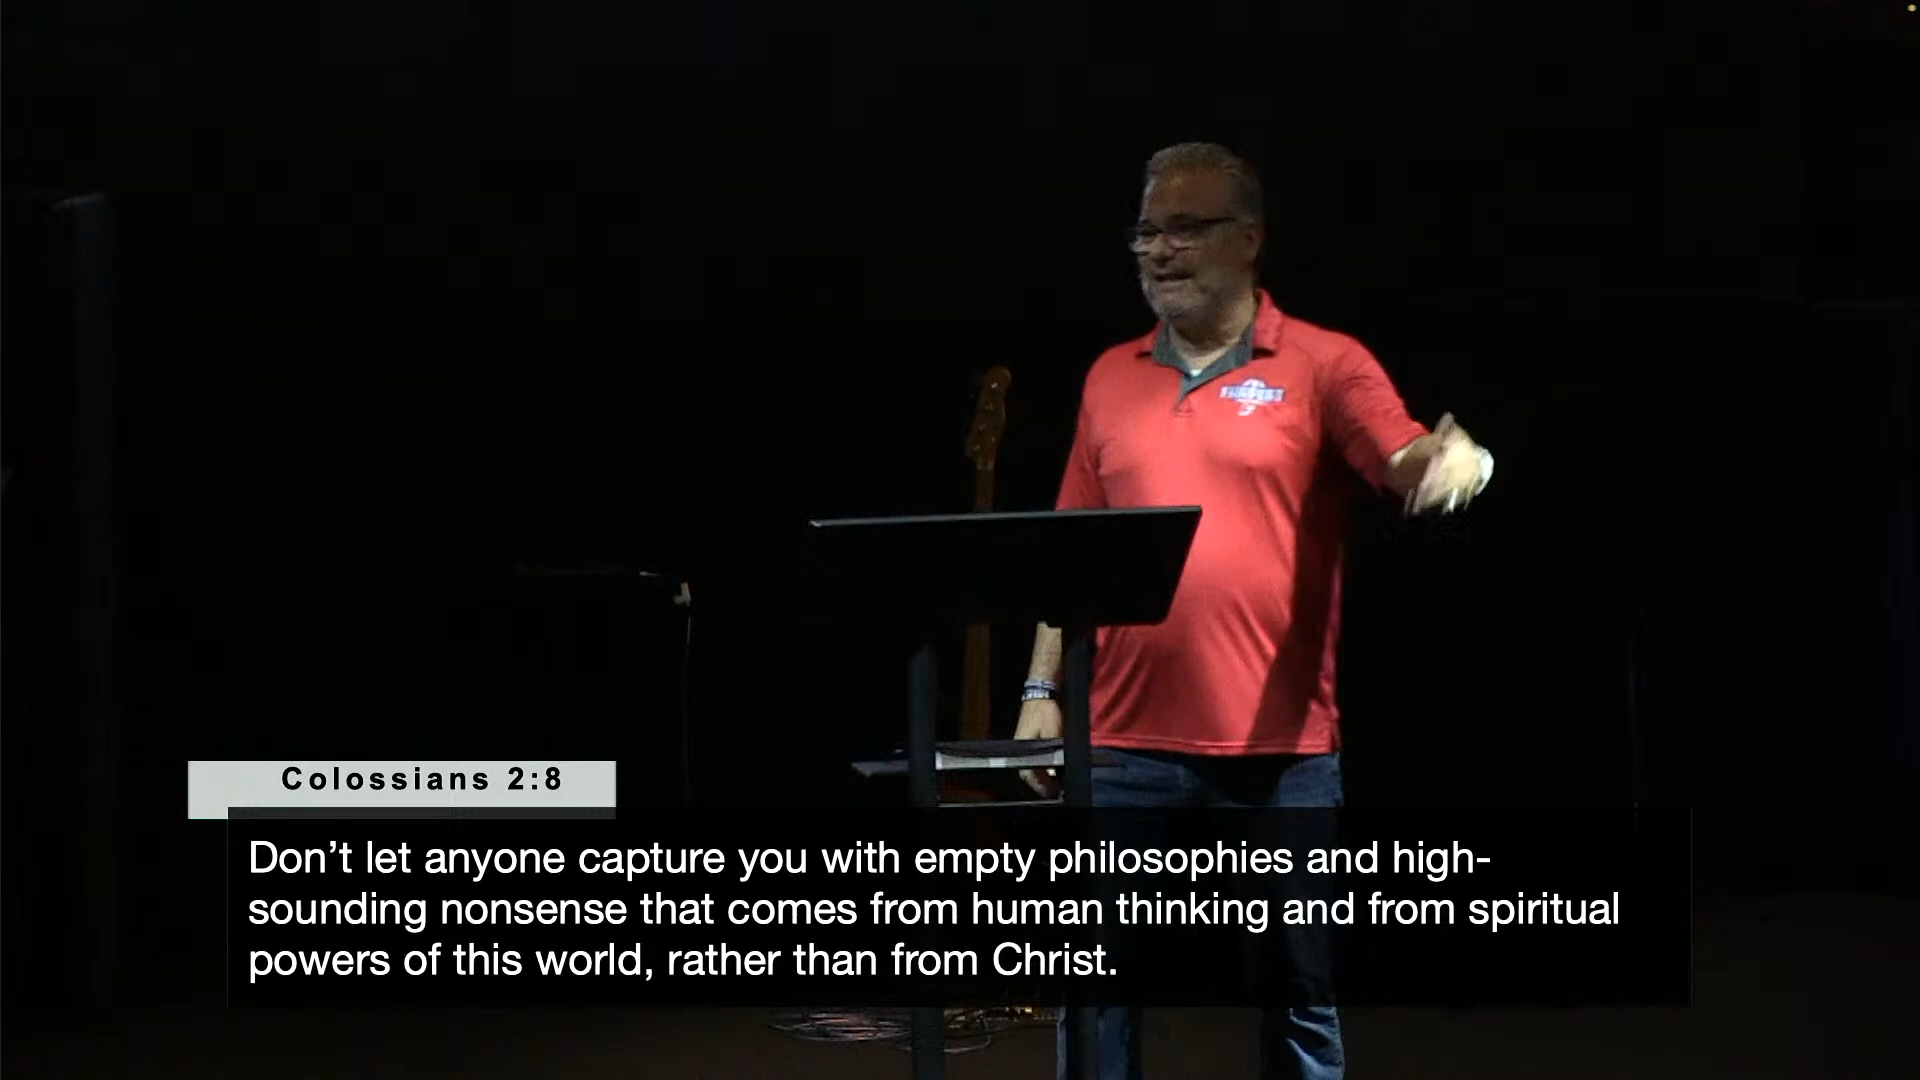 Colossians 2:8
Don’t let anyone capture you with empty philosophies and high-
sounding nonsense that comes from human thinking and from spiritual
powers of this world, rather than from Christ.